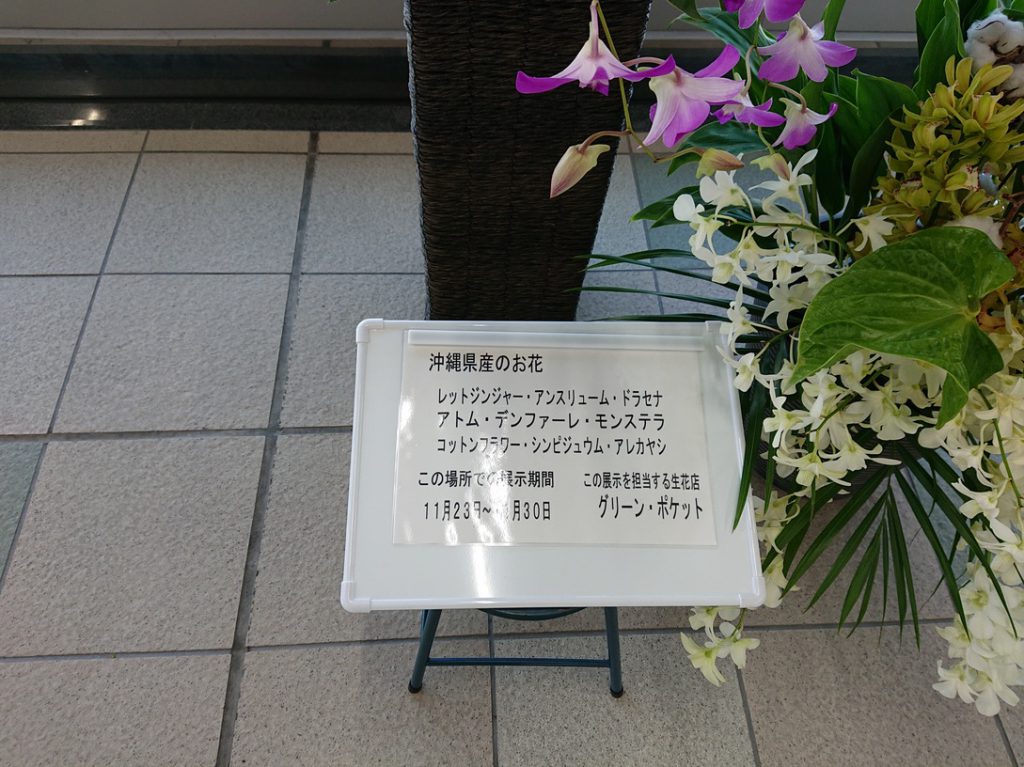 沖縄県産のお花
レットジンジャー・アンスリューム・ドラセナ
アトム・デンファーレ・モンステラ
コットンフラワー・シンビジュウム・アレカヤシ
この場所での展示期間
この展示を担当する生花店
11月23日~ 月30日
グリーン・ポケット